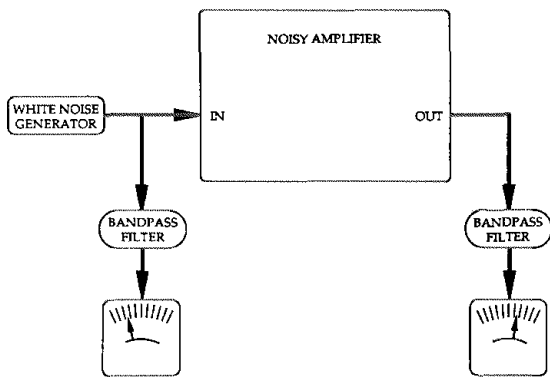 NOISY AMPLIFIER
WHITE NOISE
GENERATOR
IN
OUT
BANDPASS
FILTER
BANDPASS
FILTER